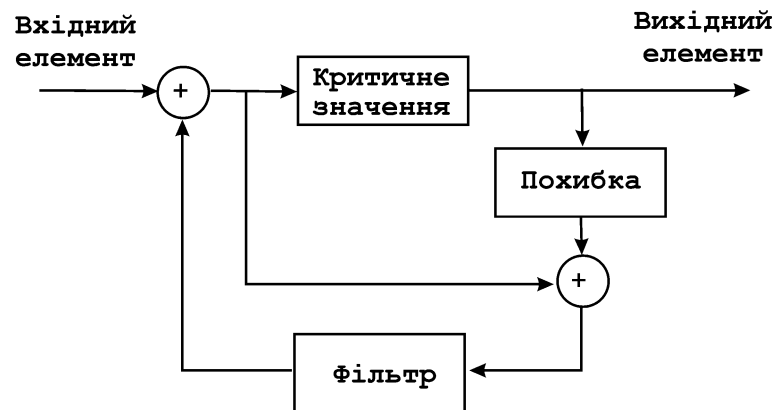 Вхідний
елемент
Вихідний
елемент
+
Критичне
значення
Похибка
+
Фільтр